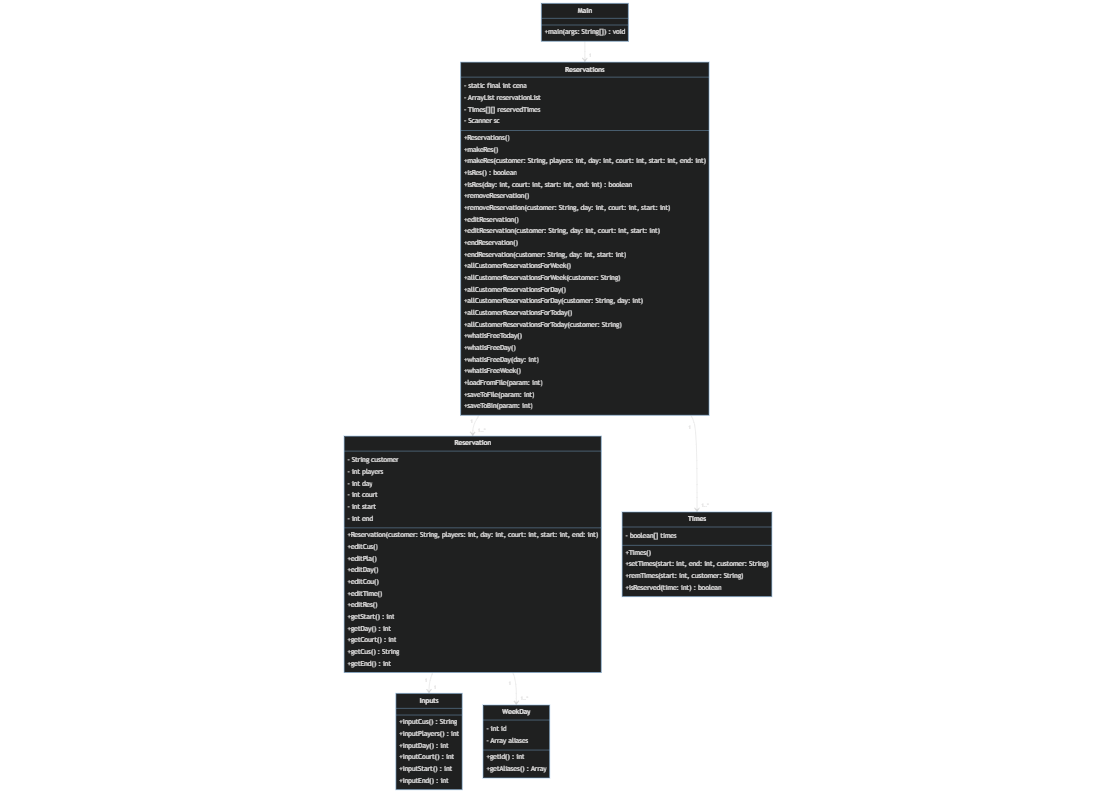 Main
+main(args: String[]) : void
Reservations
- static final int cena
- ArrayList reservationList
- Times[][] reservedTimes
- Scanner sc
+Reservations()
+makeRes()
+makeRes(customer: String, players: int, day: int, court: int, start: int, end: int)
+isRes() : boolean
+isRes(day: int, court: int, start: int, end: int) : boolean
+removeReservation()
+removeReservation(customer: String, day: int, court: int, start: int)
+editReservation()
+editReservation(customer: String, day: int, court: int, start: int)
+endReservation()
+endReservation(customer: String, day: int, start: int)
+allCustomerReservationsForWeek()
+allCustomerReservationsForWeek(customer: String)
+allCustomerReservationsForDay()
+allCustomerReservationsForDay(customer: String, day: int)
+allCustomerReservationsForToday()
+allCustomerReservationsForToday(customer: String)
+whatIsFreeToday()
+whatIsFreeDay()
+whatIsFreeDay(day: int)
+whatIsFreeWeek()
+loadFromFile(param: int)
+saveToFile(param: int)
+saveToBin(param: int)
Reservation
- String customer
- int players
- int day
- int court
- int start
- int end
+Reservation(customer: String, players: int, day: int, court: int, start: int, end: int)
+editCus()
+editPla()
+editDay()
+editCou()
+editTime()
+editRes()
+getStart() : int
+getDay() : int
+getCourt() : int
+getCus() : String
+getEnd() : int
Times
- boolean[] times
+Times()
+setTimes(start: int, end: int, customer: String)
+remTimes(start: int, customer: String)
+isReserved(time: int) : boolean
Inputs
+inputCus() : String
+inputPlayers() : int
+inputDay() : int
+inputCourt() : int
+inputStart() : int
+inputEnd() : int
WeekDay
- int id
- Array aliases
+getId() : int
+getAliases() : Array